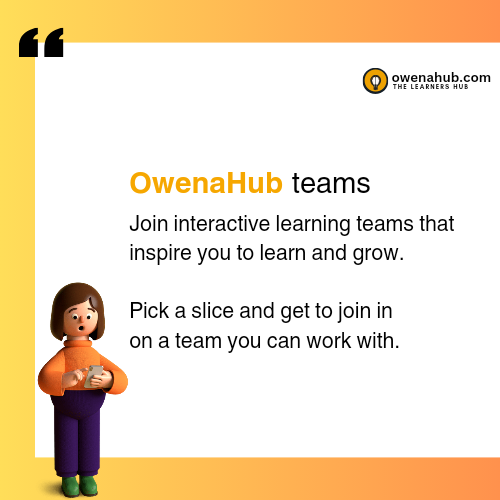 owenahub.com
THE LEARNERS HUB
OwenaHub teams
Join interactive learning teams that
inspire you to learn and grow.
Pick a slice and get to join in
on a team you can work with.